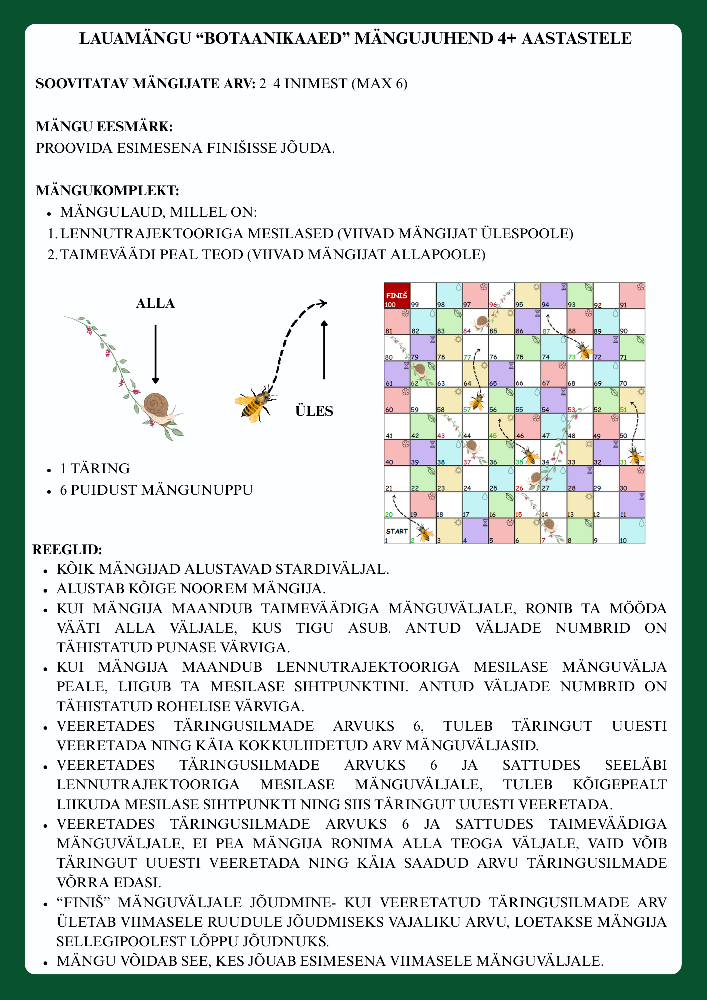 LAUAMÄNGU “BOTAANIKAAED” MÄNGUJUHEND 4+ AASTASTELE
SOOVITATAV MÄNGIJATE ARV: 2–4 INIMEST (MAX 6)
MÄNGU EESMÄRK:
PROOVIDA ESIMESENA FINIŠISSE JÕUDA.
MÄNGUKOMPLEKT:
• MÄNGULAUD, MILLEL ON:
1. LENNUTRAJEKTOORIGA MESILASED (VIIVAD MÄNGIJAT ÜLESPOOLE)
2. TAIMEVÄÄDI PEAL TEOD (VIIVAD MÄNGIJAT ALLAPOOLE)
ALLA
ÜLES
FINIŠ
100 99 98 97 96 95 94 93 92 91
81 82 83 84 85 86 87 88 89 90
80 79 78 77 76 75 74 73 72 71
61 62 63 64 65 66 67 68 69 70
60 59 58 57 56 55 54 53 52 51
41 42 43 44 45 46 47 48 49 50
40 39 38 37 36 35 34 33 32 31
21 22 23 24 25 26 27 28 29 30
20 19 18 17 16 15 14 13 12 11
START
1 2 3 4 5 6 7 8 9 10
• 1 TÄRING
• 6 PUIDUST MÄNGUNUPPU
REEGLID:
• KÕIK MÄNGIJAD ALUSTAVAD STARDIVÄLJAL.
• ALUSTAB KÕIGE NOOREM MÄNGIJA.
• KUI MÄNGIJA MAANDUB TAIMEVÄÄDIGA MÄNGUVÄLJALE, RONIB TA MÖÖDA
VÄÄTI ALLA VÄLJALE, KUS TIGU ASUB. ANTUD VÄLJADE NUMBRID ON
TÄHISTATUD PUNASE VÄRVIGA.
• KUI MÄNGIJA MAANDUB LENNUTRAJEKTOORIGA MESILASE MÄNGUVÄLJA
PEALE, LIIGUB TA MESILASE SIHTPUNKTINI. ANTUD VÄLJADE NUMBRID ON
TÄHISTATUD ROHELISE VÄRVIGA.
• VEERETADES TÄRINGUSILMADE ARVUKS 6, TULEB TÄRINGUT UUESTI
VEERETADA NING KÄIA KOKKULIIDETUD ARV MÄNGUVÄLJASID.
• VEERETADES TÄRINGUSILMADE ARVUKS 6 JA SATTUDES SEELÄBI
LENNUTRAJEKTOORIGA MESILASE MÄNGUVÄLJALE, TULEB KÕIGEPEALT
LIIKUDA MESILASE SIHTPUNKTI NING SIIS TÄRINGUT UUESTI VEERETADA.
• VEERETADES TÄRINGUSILMADE ARVUKS 6 JA SATTUDES TAIMEVÄÄDIGA
MÄNGUVÄLJALE, EI PEA MÄNGIJA RONIMA ALLA TEOGA VÄLJALE, VAID VÕIB
TÄRINGUT UUESTI VEERETADA NING KÄIA SAADUD ARVU TÄRINGUSILMADE
VÕRRA EDASI.
• “FINIŠ” MÄNGUVÄLJALE JÕUDMINE- KUI VEERETATUD TÄRINGUSILMADE ARV
ÜLETAB VIIMASELE RUUDULE JÕUDMISEKS VAJALIKU ARVU, LOETAKSE MÄNGIJA
SELLEGIPOOLEST LÕPPU JÕUDNUKS.
• MÄNGU VÕIDAB SEE, KES JÕUAB ESIMESENA VIIMASELE MÄNGUVÄLJALE.